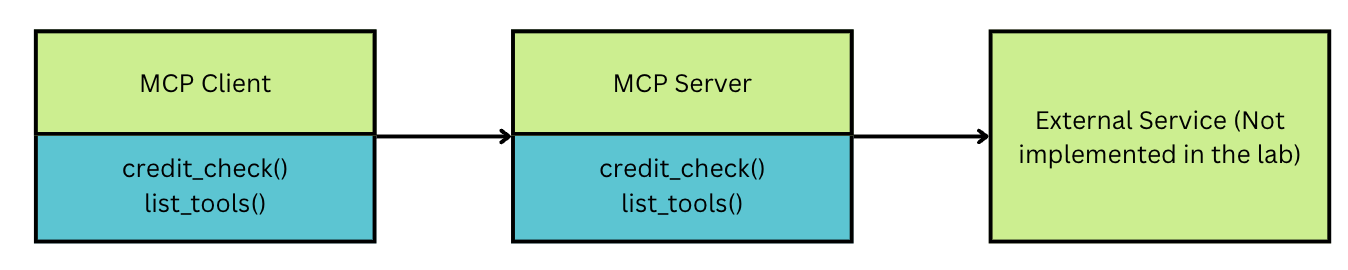 MCP Client
credit_check()
list_tools()
MCP Server
credit_check()
list_tools()
External Service (Not
implemented in the lab)